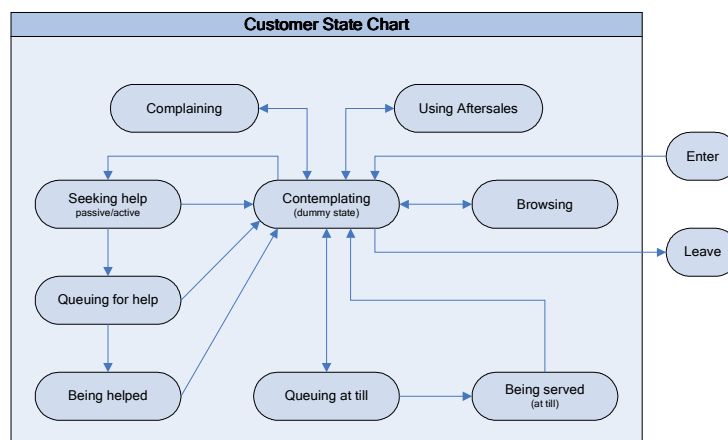 Customer State Chart
Complaining
Using Aftersales
Enter
Seeking help
passive/active
Contemplating
(dummy state)
Browsing
Leave
Queuing for help
Being helped
Queuing at till
Being served
(at till)